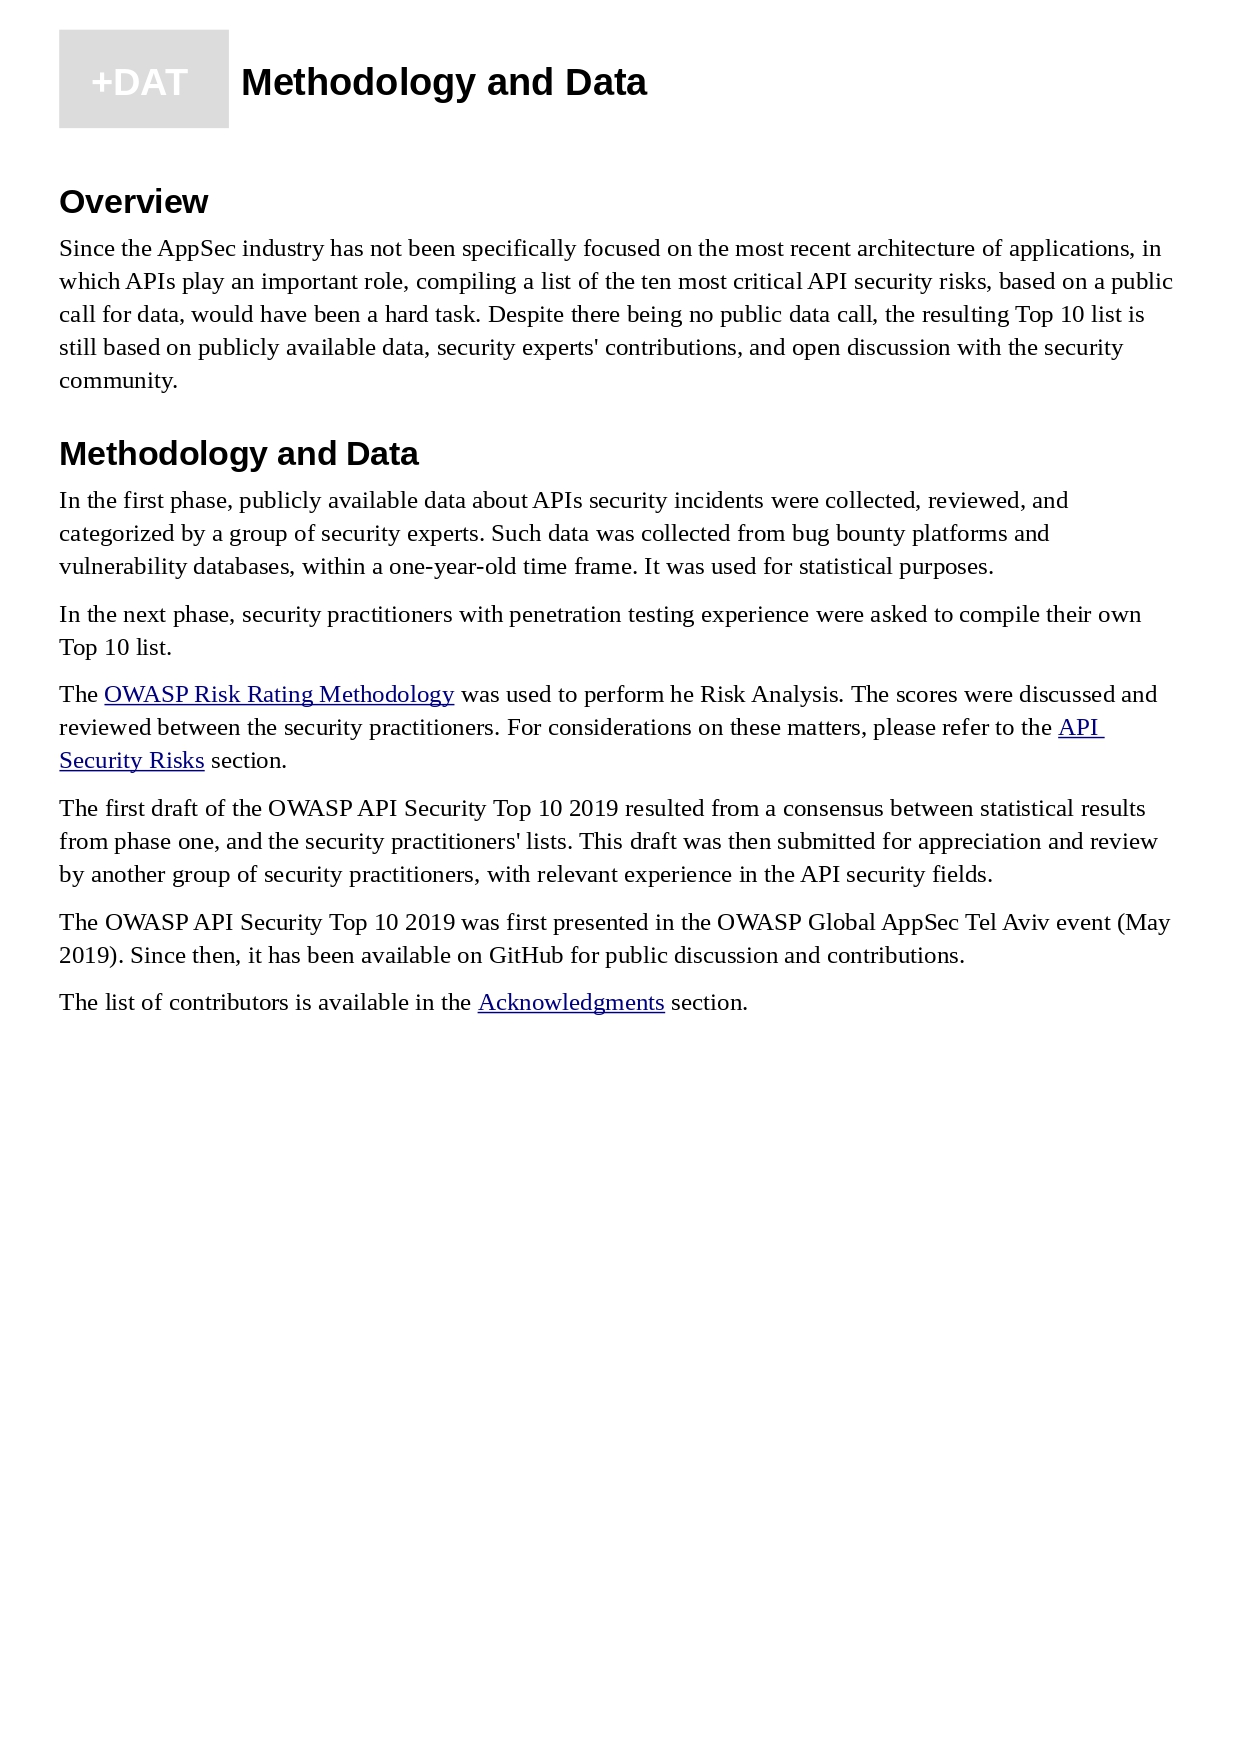 +DAT Methodology and Data
Overview
Since the AppSec industry has not been specifically focused on the most recent architecture of applications, in
which APIs play an important role, compiling a list of the ten most critical API security risks, based on a public
call for data, would have been a hard task. Despite there being no public data call, the resulting Top 10 list is
still based on publicly available data, security experts' contributions, and open discussion with the security
community.
Methodology and Data
In the first phase, publicly available data about APIs security incidents were collected, reviewed, and
categorized by a group of security experts. Such data was collected from bug bounty platforms and
vulnerability databases, within a one-year-old time frame. It was used for statistical purposes.
In the next phase, security practitioners with penetration testing experience were asked to compile their own
Top 10 list.
The OWASP Risk Rating Methodology was used to perform he Risk Analysis. The scores were discussed and
reviewed between the security practitioners. For considerations on these matters, please refer to the API
Security Risks section.
The first draft of the OWASP API Security Top 10 2019 resulted from a consensus between statistical results
from phase one, and the security practitioners' lists. This draft was then submitted for appreciation and review
by another group of security practitioners, with relevant experience in the API security fields.
The OWASP API Security Top 10 2019 was first presented in the OWASP Global AppSec Tel Aviv event (May
2019). Since then, it has been available on GitHub for public discussion and contributions.
The list of contributors is available in the Acknowledgments section.